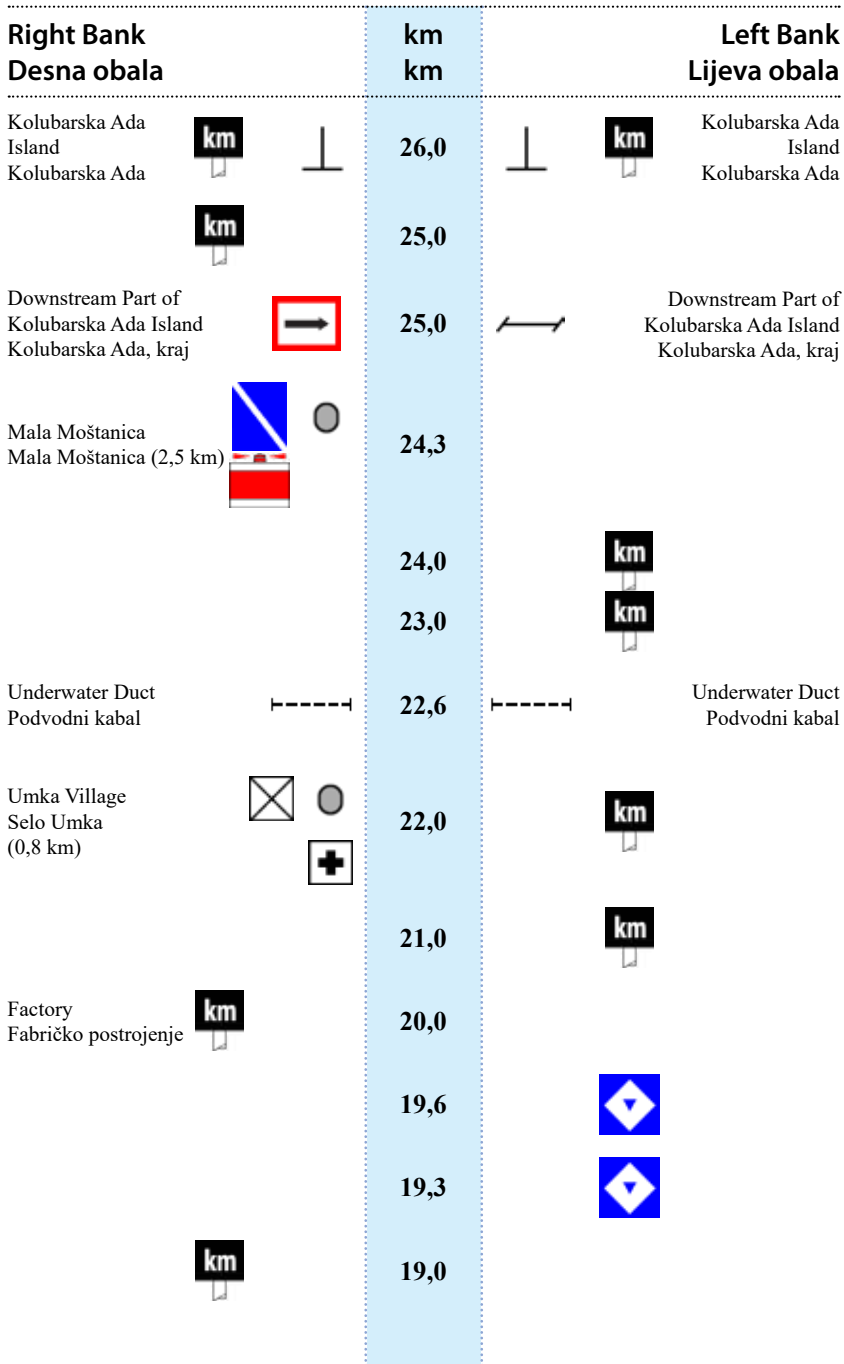 Right Bank
Desna obala
km
km
Left Bank
Lijeva obala
Kolubarska Ada
Island
Kolubarska Ada
km
26,0
km
Kolubarska Ada
Island
Kolubarska Ada
km
25,0
Downstream Part of
Kolubarska Ada Island
Kolubarska Ada, kraj
25,0
Downstream Part of
Kolubarska Ada Island
Kolubarska Ada, kraj
Mala Moštanica
Mala Moštanica (2,5 km)
24,3
24,0
km
23,0
km
Underwater Duct
Podvodni kabal
22,6
Underwater Duct
Podvodni kabal
Umka Village
Selo Umka
(0,8 km)
22,0
km
21,0
km
Factory
Fabričko postrojenje
km
20,0
19,6
19,3
km
19,0